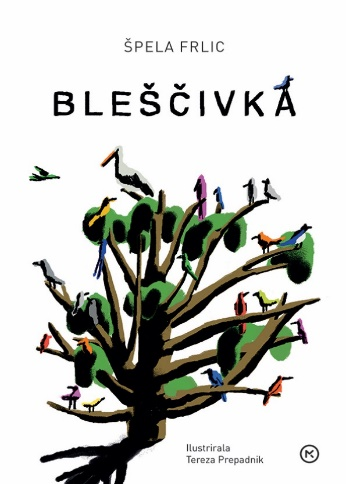 ŠPELA FRLIC
BLEŠČIVKA
Ilustrirala
Tereza Prepadnik
M